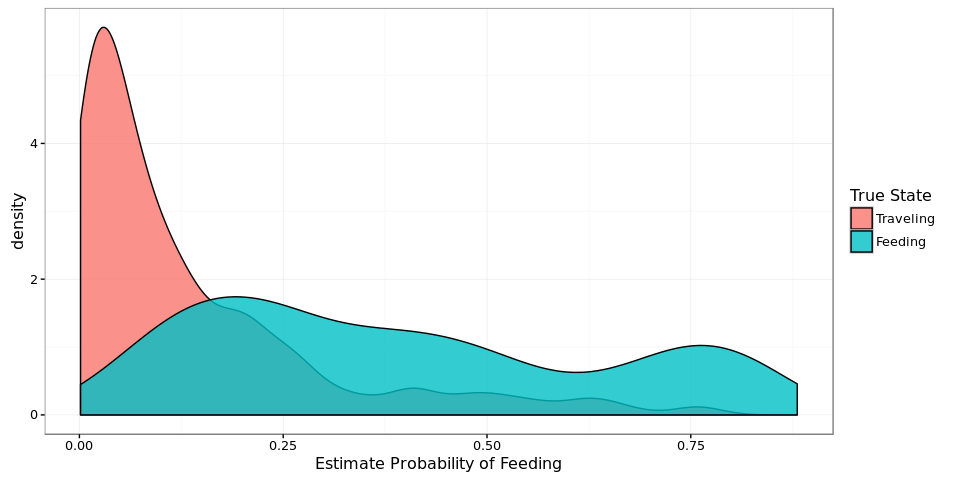 density
4
2
0
0.00 0.25 0.50 0.75
Estimate Probability of Feeding
True State
Traveling
Feeding